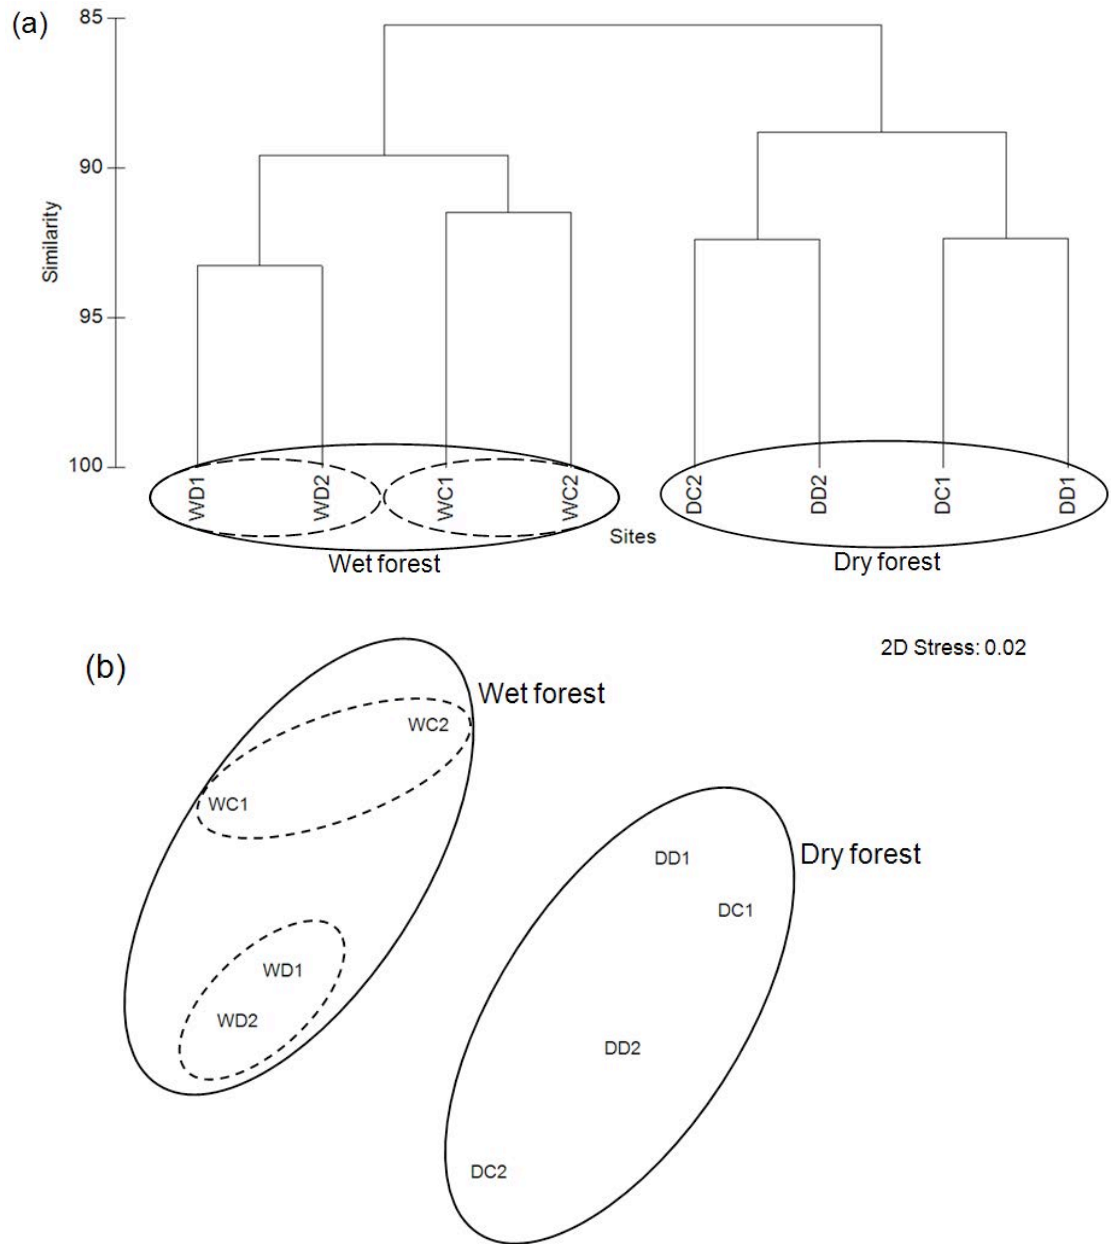 (a)
85
90
95
100
Similarity
WD1
WD2
WC1
WC2
DC2
DD2
DC1
DD1
Sites
Wet forest
Dry forest
2D Stress: 0.02
(b)
Wet forest
WC2
WC1
Dry forest
DD1
DC1
WD1
WD2
DD2
DC2